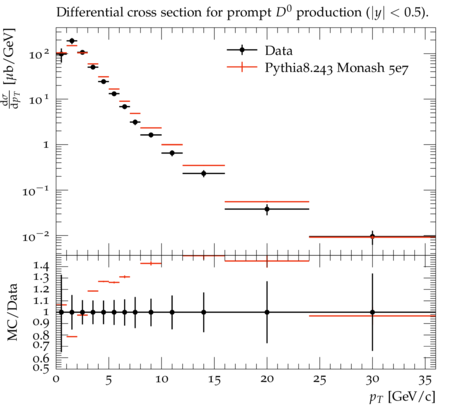 Differential cross section for prompt D⁰ production (|y| < 0.5).
dσ/dp_T [μb/GeV]
10²
10¹
1
10⁻¹
10⁻²
Data
Pythia8.243 Monash 5e7
MC/Data
1.4
1.3
1.2
1.1
1
0.9
0.8
0.7
0.6
0.5
0 5 10 15 20 25 30 35
p_T [GeV/c]